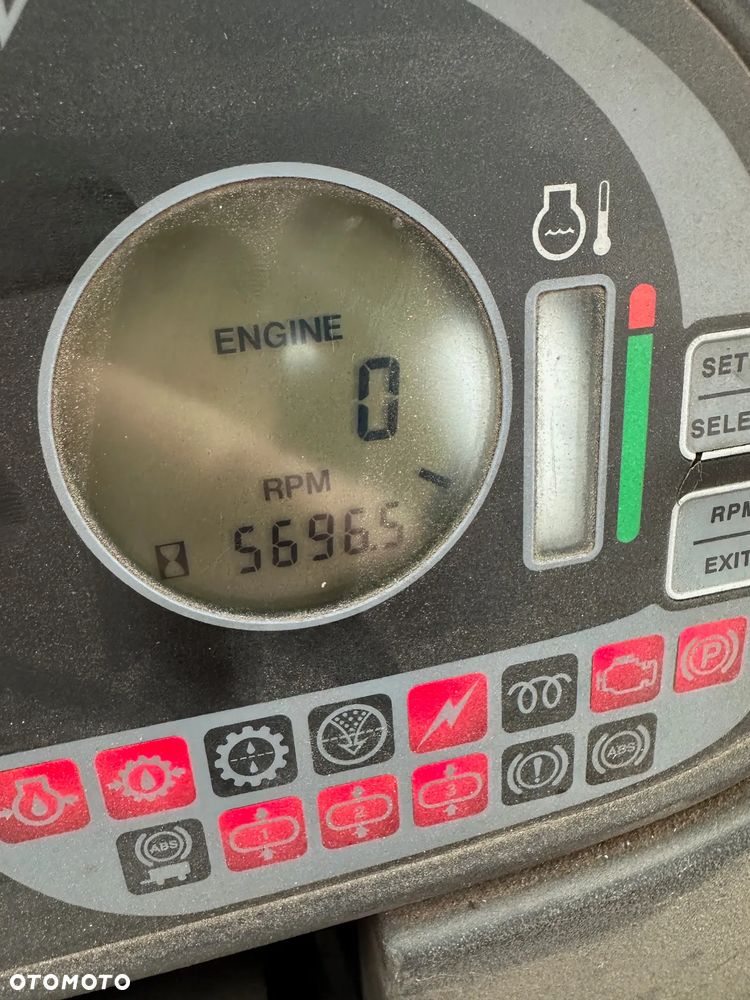 ENGINE
0
RPM
5696.5
SET
SELE
RPM
EXIT
P
ABS
1
2
3
ABS
OTOMOTO